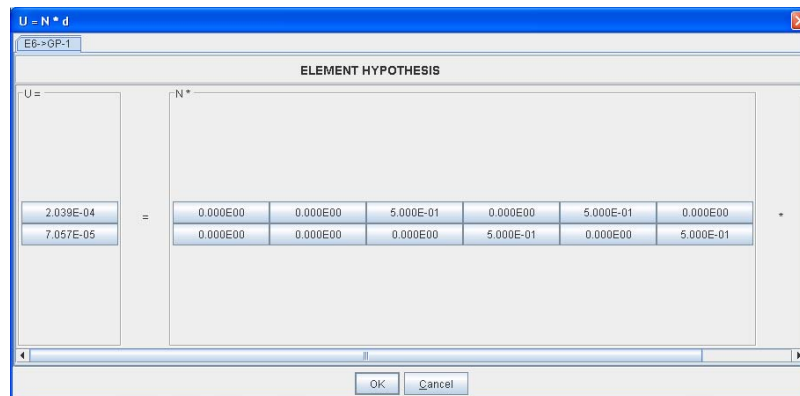 U = N * d
E6->GP-1
ELEMENT HYPOTHESIS
U = N *
2.039E-04 = 0.000E00 0.000E00 5.000E-01 0.000E00 5.000E-01 0.000E00 *
7.057E-05 0.000E00 0.000E00 0.000E00 5.000E-01 0.000E00 5.000E-01
OK Cancel